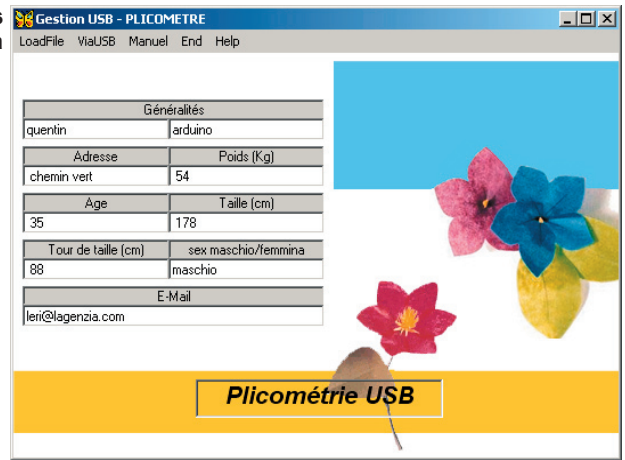 s
n
Gestion USB - PLICOMETRE
LoadFile ViaUSB Manuel End Help
Généralités
quentin arduino
Adresse Poids (Kg)
chemin vert 54
Age Taille (cm)
35 178
Tour de taille (cm) sex maschio/femmina
88 maschio
E-Mail
leri@lagenzia.com
Plicométrie USB